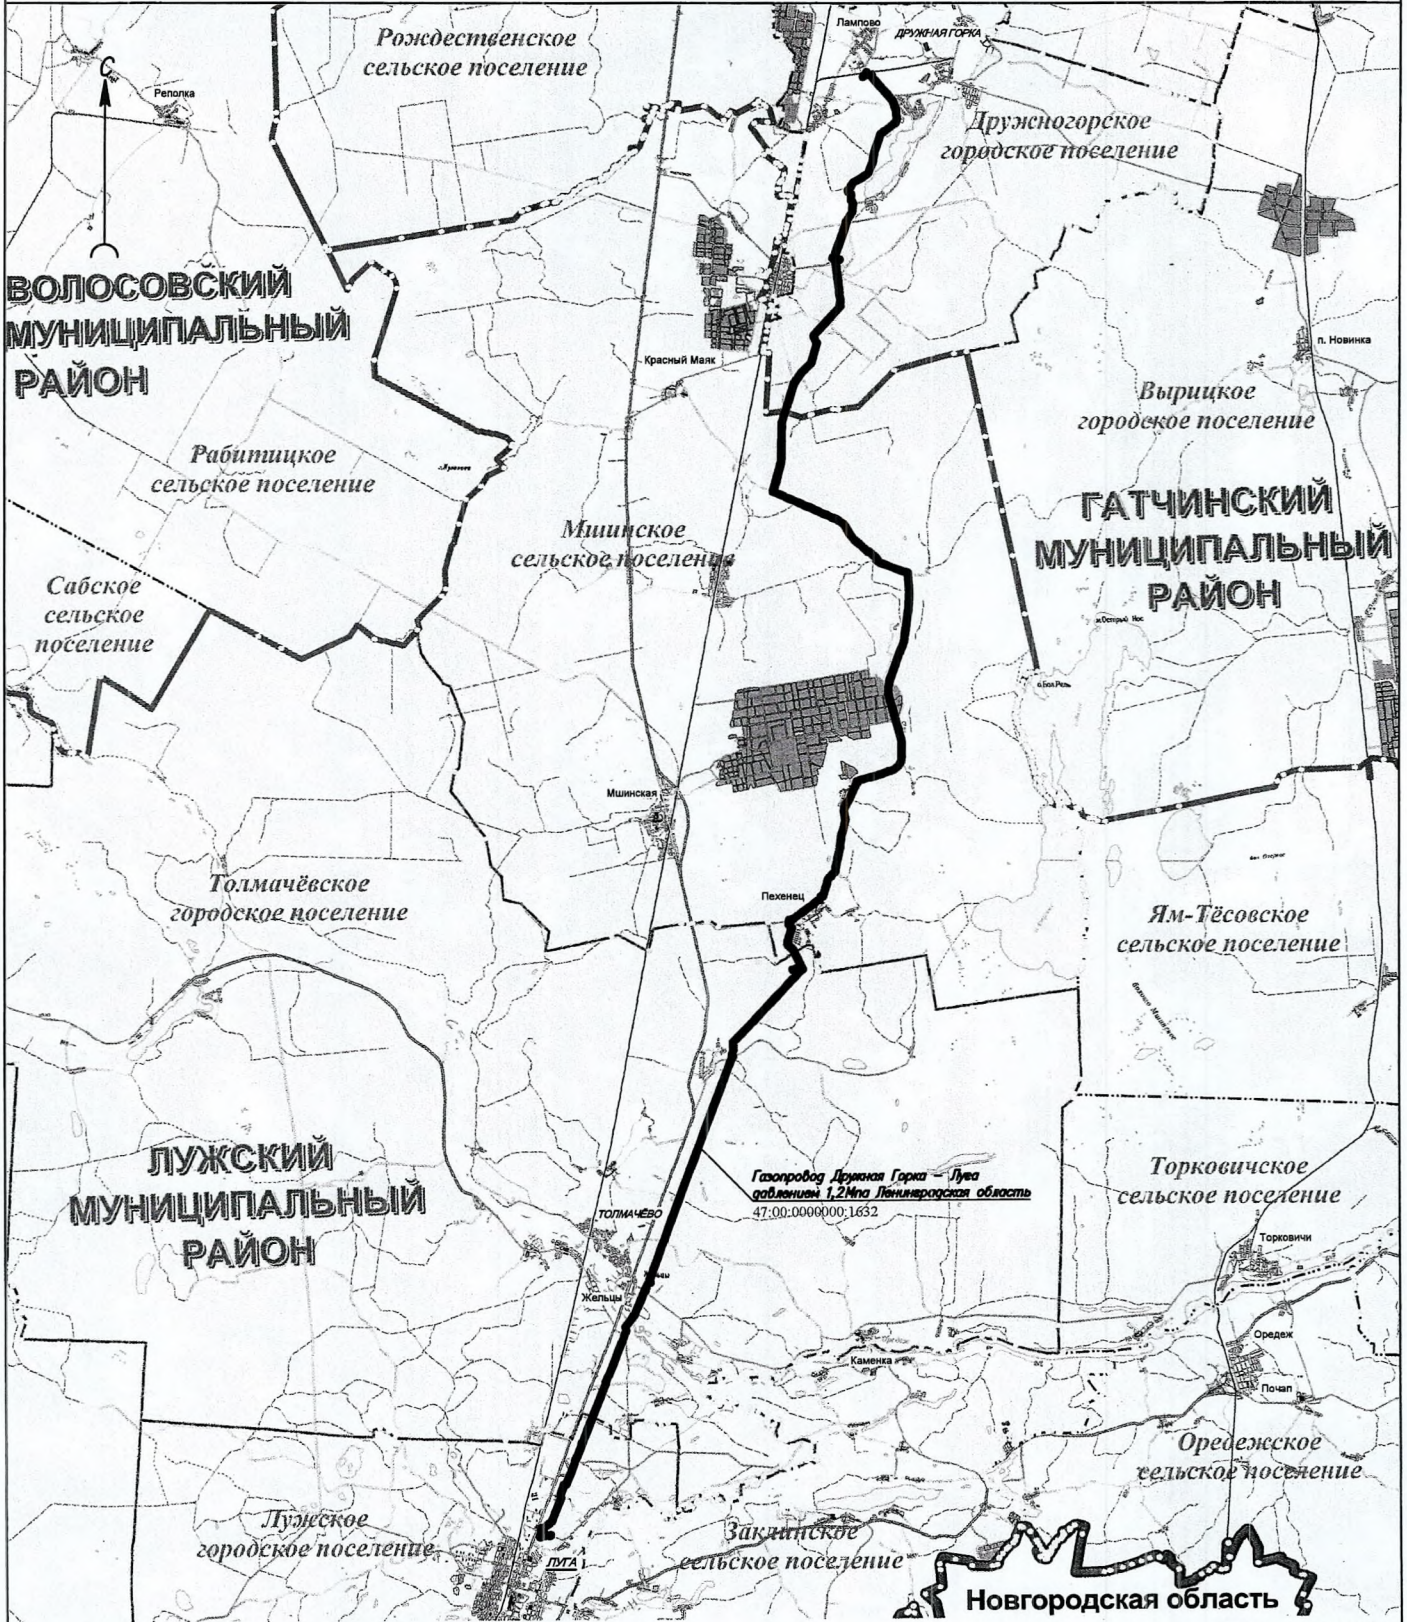 Рождественское
сельское поселение
Лампово
ДРУЖНАЯ ГОРКА
С
Реполка
Дружногорское
городское поселение
ВОЛОСОВСКИЙ
МУНИЦИПАЛЬНЫЙ
РАЙОН
Красный Маяк
п. Новинка
Вырицкое
городское поселение
Рабитицкое
сельское поселение
ГАТЧИНСКИЙ
МУНИЦИПАЛЬНЫЙ
РАЙОН
Мшинское
сельское поселение
Сабское
сельское
поселение
м.Острый Нос
Мшинская
Толмачёвское
городское поселение
Пехенец
Ям-Тёсовское
сельское поселение
ЛУЖСКИЙ
МУНИЦИПАЛЬНЫЙ
РАЙОН
Газопровод Дружная Горка – Луга
давлением 1,2Мпа Ленинградская область
47:00:0000000:1632
Торковичское
сельское поселение
ТОЛМАЧЁВО
Торковичи
Жельцы
Каменка
Оредеж
Почап
Оредежское
сельское поселение
Лужское
городское поселение
ЛУГА
Заклинское
сельское поселение
Новгородская область